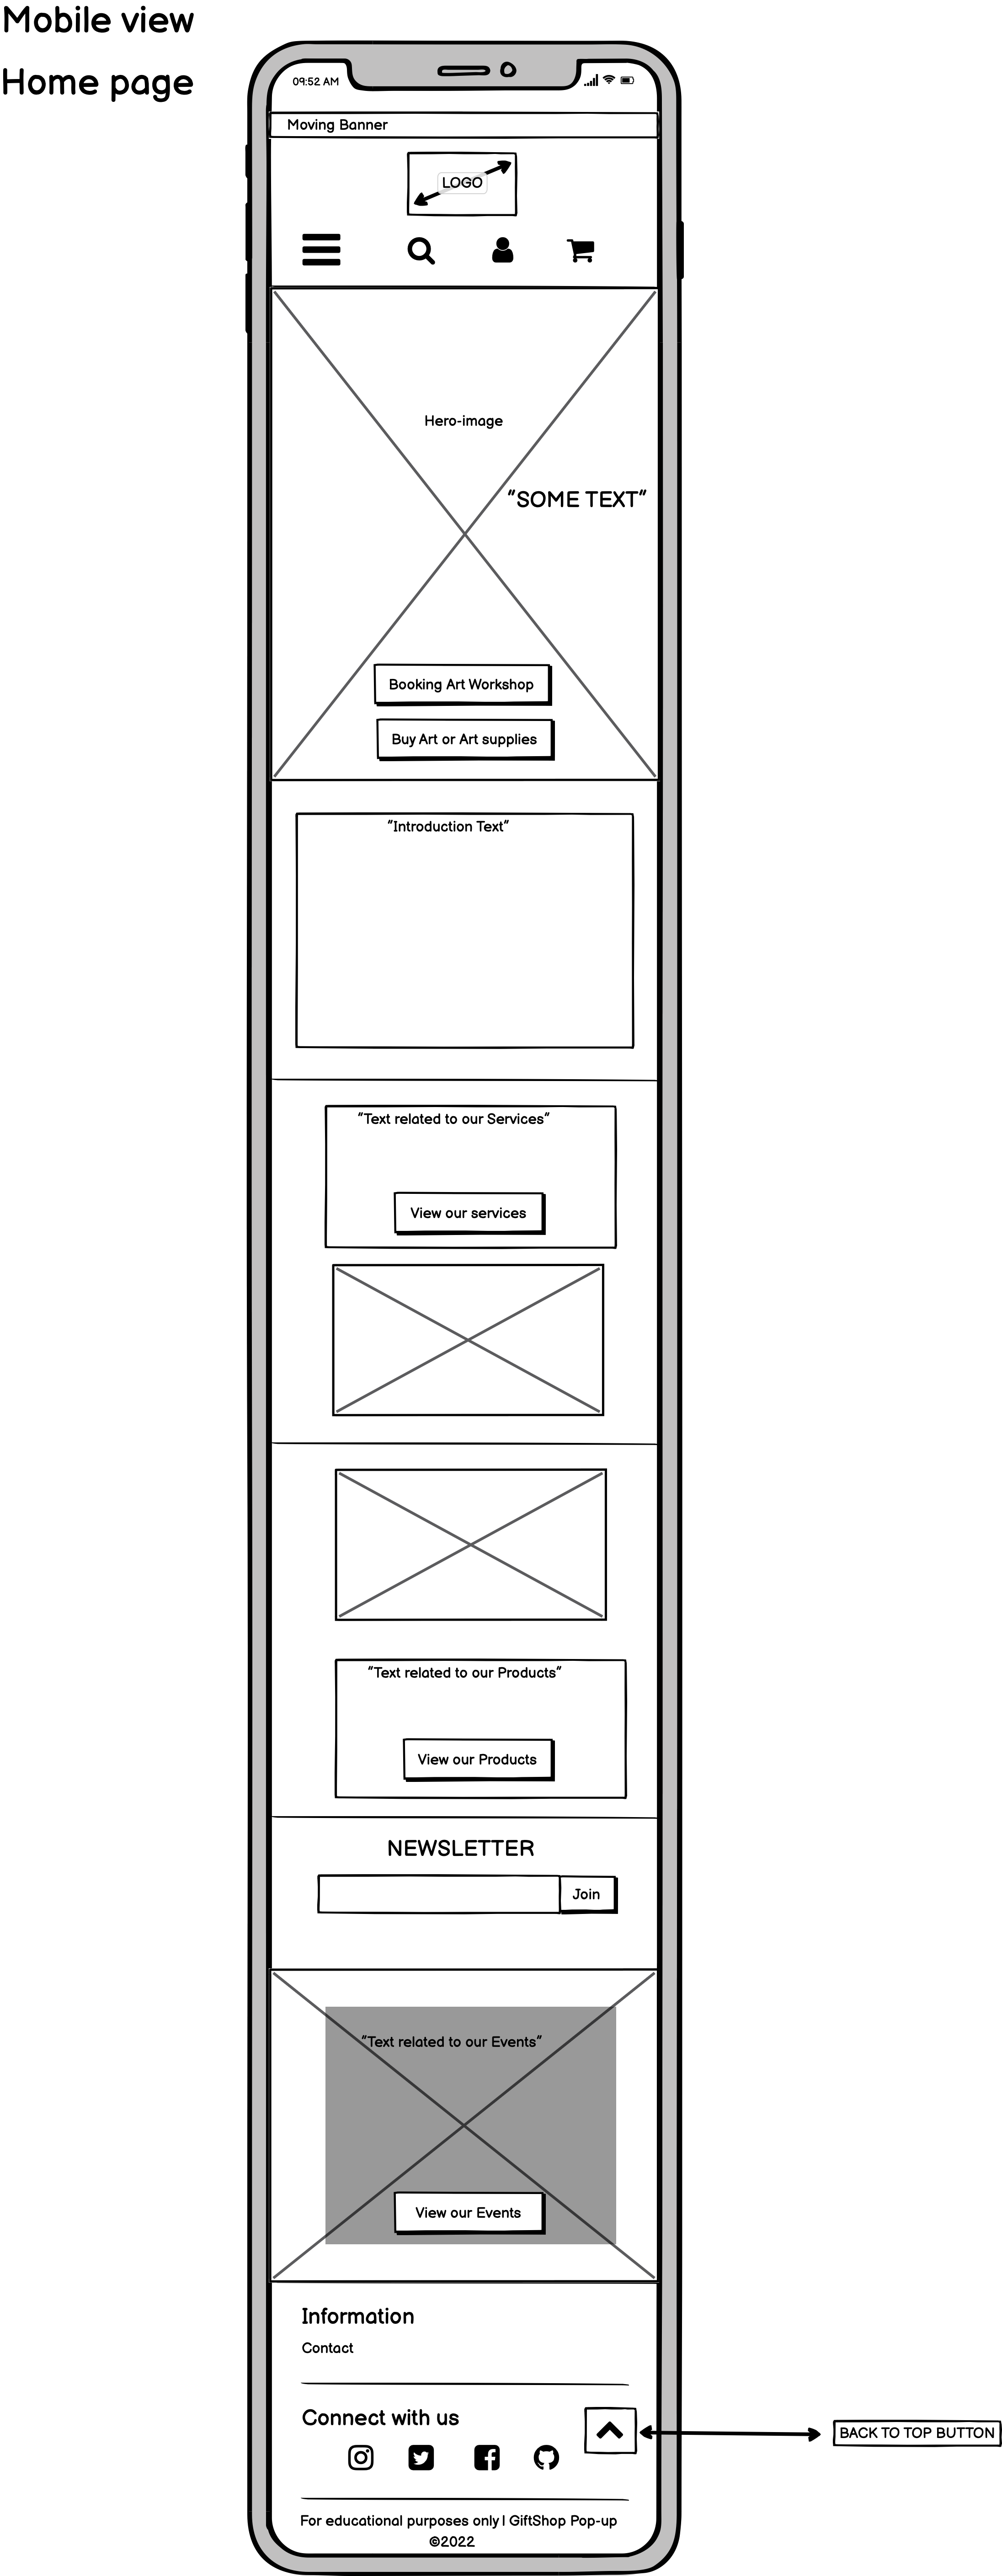 Mobile view
Home page
09:52 AM
Moving Banner
LOGO
Hero-image
“SOME TEXT”
Booking Art Workshop
Buy Art or Art supplies
“Introduction Text”
“Text related to our Services”
View our services
“Text related to our Products”
View our Products
NEWSLETTER
Join
“Text related to our Events”
View our Events
Information
Contact
Connect with us
BACK TO TOP BUTTON
For educational purposes only | GiftShop Pop-up
©2022